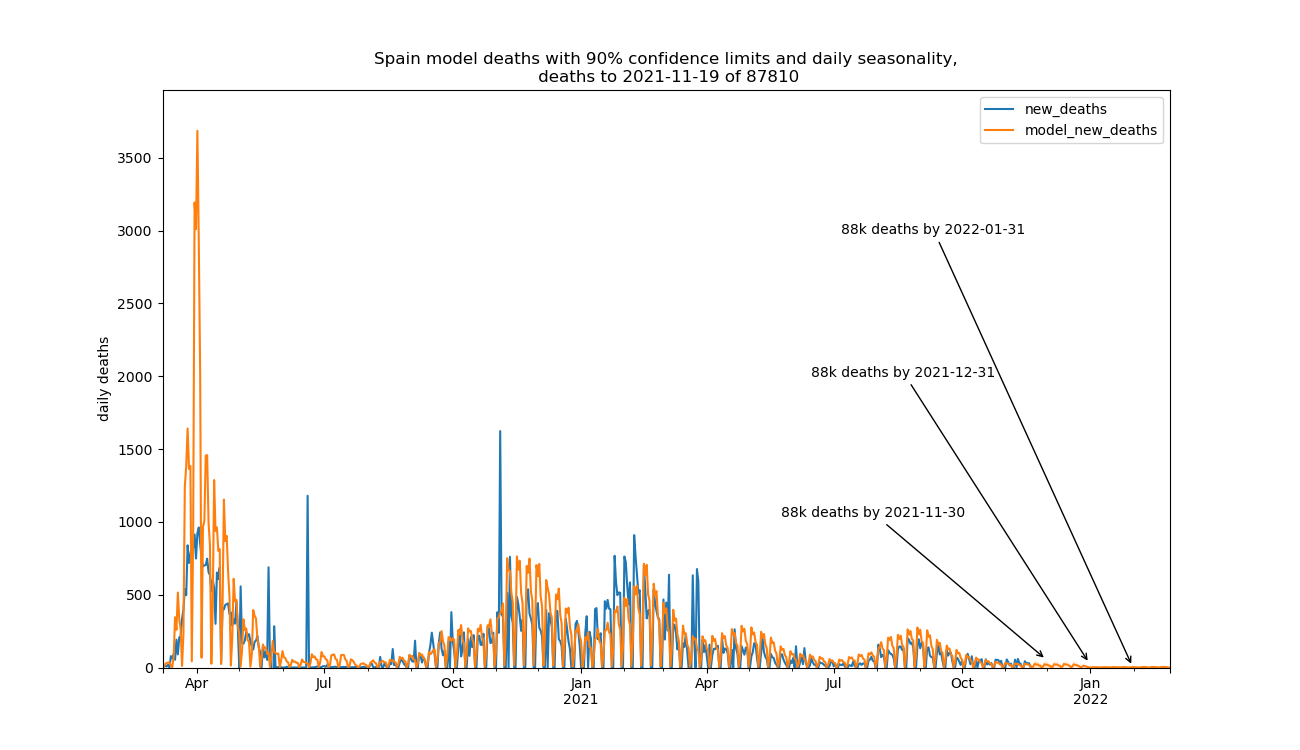 Spain model deaths with 90% confidence limits and daily seasonality,
deaths to 2021-11-19 of 87810
new_deaths
model_new_deaths
daily deaths
3500
3000
2500
2000
1500
1000
500
0
88k deaths by 2022-01-31
88k deaths by 2021-12-31
88k deaths by 2021-11-30
Apr Jul Oct Jan Apr Jul Oct Jan
2021 2022